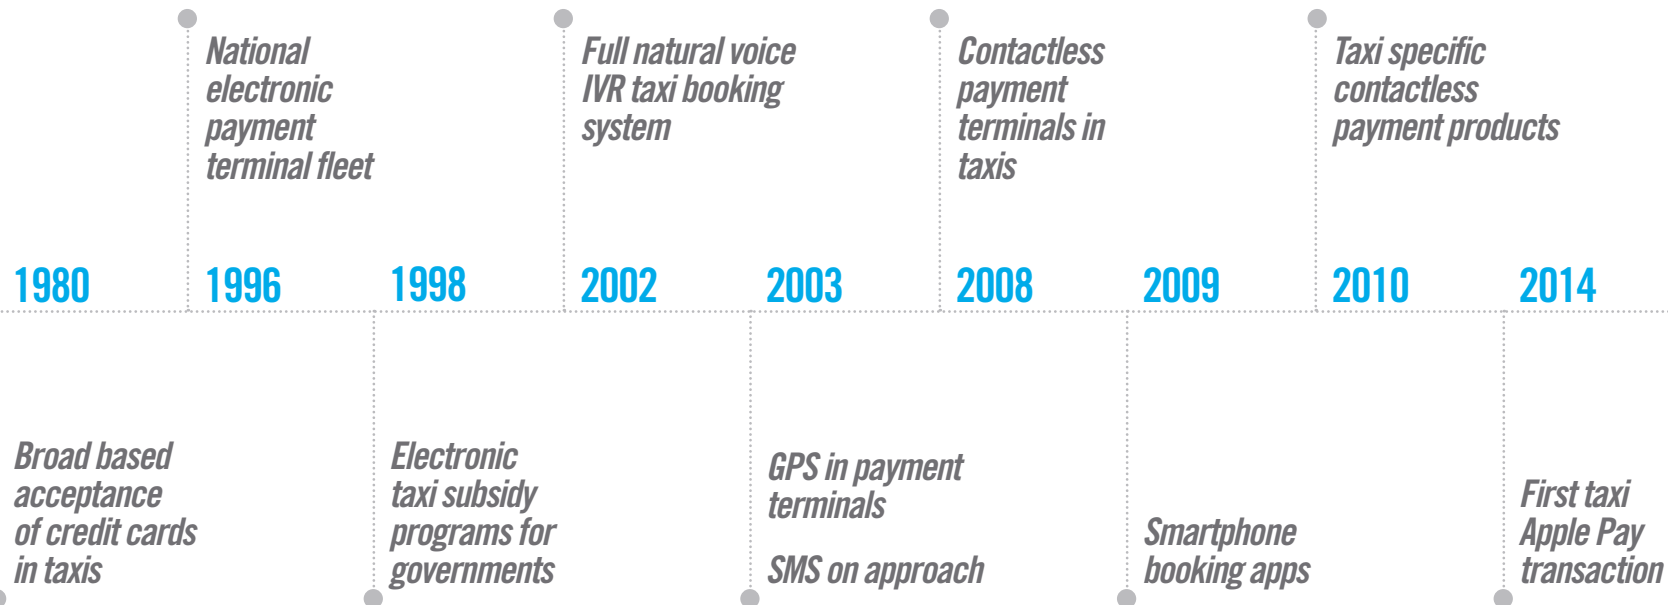 National
electronic
payment
terminal fleet
Full natural voice
IVR taxi booking
system
Contactless
payment
terminals in
taxis
Taxi specific
contactless
payment products
1980
1996
1998
2002
2003
2008
2009
2010
2014
Broad based
acceptance
of credit cards
in taxis
Electronic
taxi subsidy
programs for
governments
GPS in payment
terminals
SMS on approach
Smartphone
booking apps
First taxi
Apple Pay
transaction